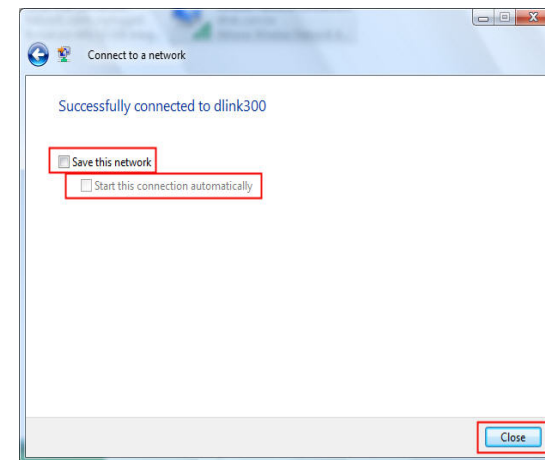 Connect to a network
Successfully connected to dlink300
Save this network
Start this connection automatically
Close